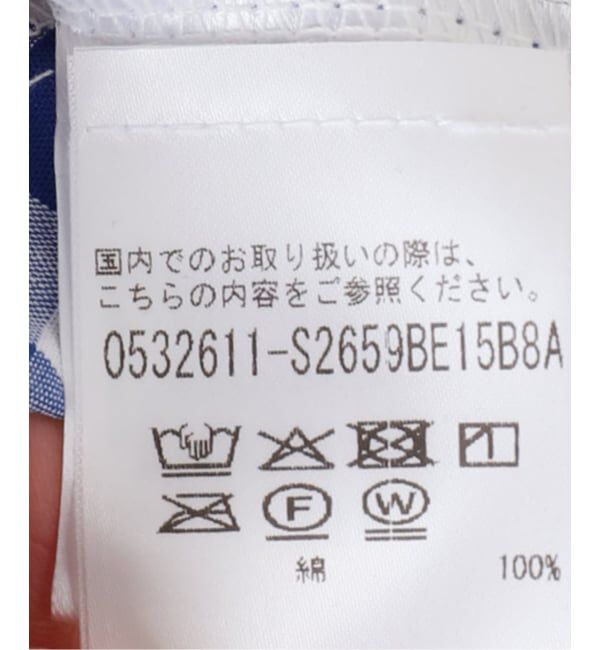 国内でのお取り扱いの際は、
こちらの内容をご参照ください。
0532611-S2659BE15B8A
F W
綿 100%